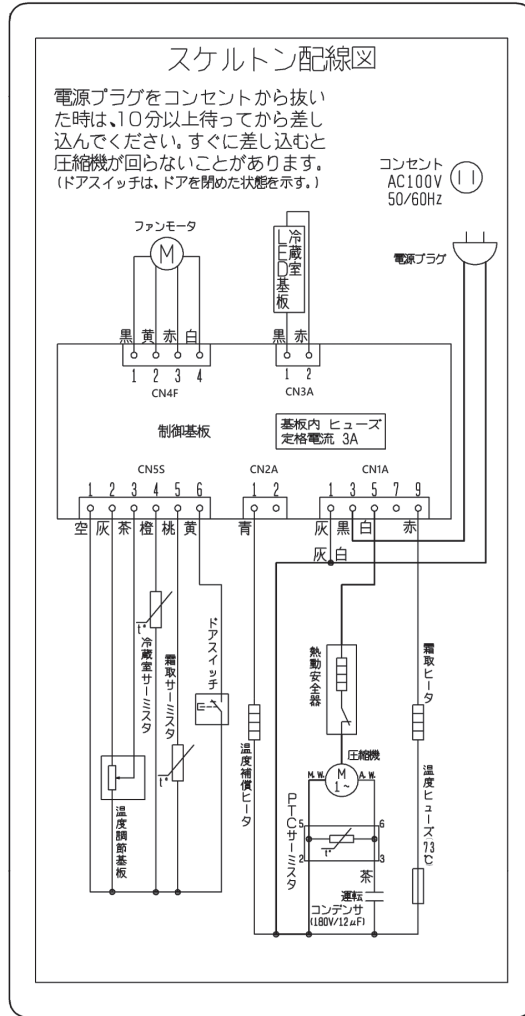 スケルトン配線図
電源プラグをコンセントから抜い
た時は、10分以上待ってから差し
込んでください。すぐに差し込むと
圧縮機が回らないことがあります。
(ドアスイッチは、ドアを閉めた状態を示す。)
コンセント
AC100V
50/60Hz
電源プラグ
ファンモータ
M
冷蔵室
LED基板
黒 黄 赤 白
1 2 3 4
CN4F
黒 赤
1 2
CN3A
制御基板
基板内 ヒューズ
定格電流 3A
CN5S
1 2 3 4 5 6
空 灰 茶 橙 桃 黄
CN2A
1 2
青
CN1A
1 3 5 7 9
灰 黒 白 赤
灰 白
t°
冷蔵室サーミスタ
霜取サーミスタ
t°
ドアスイッチ
温度調節基板
温度補償ヒータ
熱動安全器
圧縮機
M.W. M 1~ A.W.
PTCサーミスタ
5 6
t°
2 3
茶
運転
コンデンサ
(180V/12μF)
霜取ヒータ
温度ヒューズ 73℃